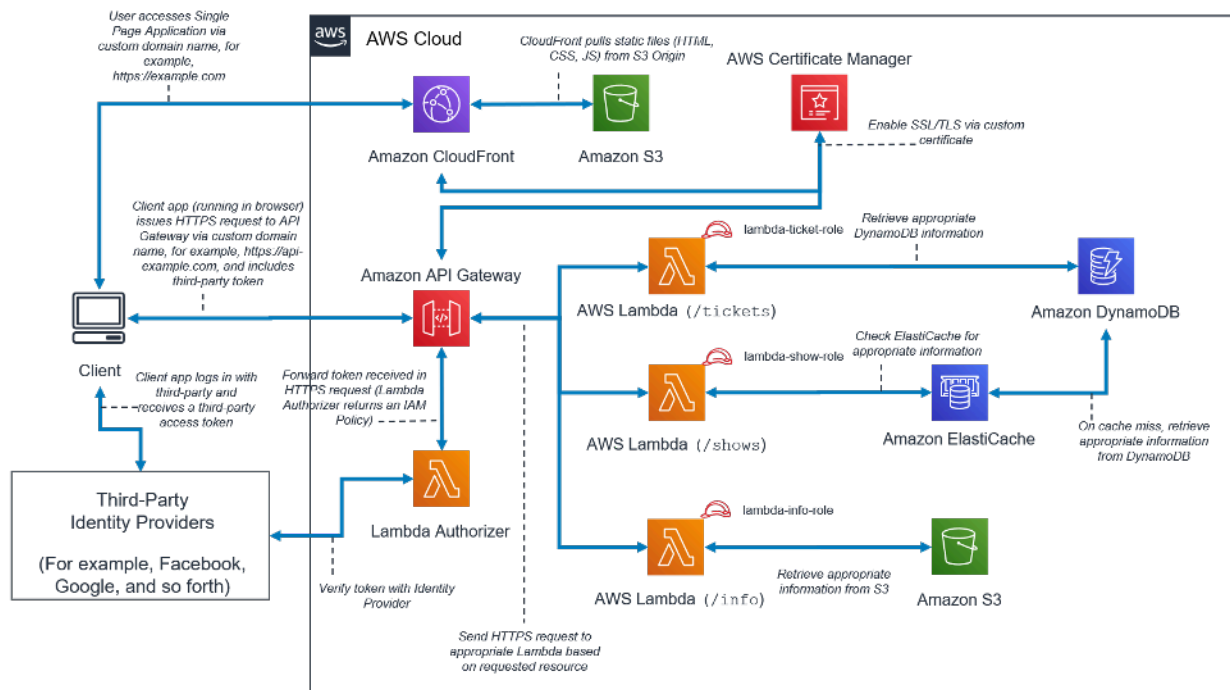 User accesses Single
Page Application via
custom domain name, for
example,
https://example.com
aws
AWS Cloud
CloudFront pulls static files (HTML,
CSS, JS) from S3 Origin
AWS Certificate Manager
Enable SSL/TLS via custom
certificate
Amazon CloudFront
Amazon S3
Client app (running in browser)
issues HTTPS request to API
Gateway via custom domain
name, for example, https://api-
example.com, and includes
third-party token
Amazon API Gateway
lambda-ticket-role
Retrieve appropriate
DynamoDB information
AWS Lambda (/tickets)
Amazon DynamoDB
Client
Client app logs in with
third-party and
receives a third-party
access token
Forward token received in
HTTPS request (Lambda
Authorizer returns an IAM
Policy)
lambda-show-role
Check ElastiCache for
appropriate information
AWS Lambda (/shows)
Amazon ElastiCache
On cache miss, retrieve
appropriate information
from DynamoDB
Third-Party
Identity Providers
(For example, Facebook,
Google, and so forth)
Lambda Authorizer
Verify token with Identity
Provider
lambda-info-role
AWS Lambda (/info)
Retrieve appropriate
information from S3
Amazon S3
Send HTTPS request to
appropriate Lambda based
on requested resource